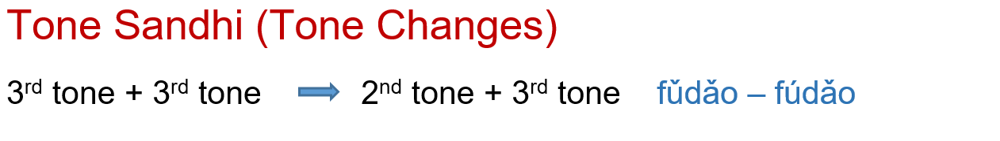 Tone Sandhi (Tone Changes)
3rd tone + 3rd tone 2nd tone + 3rd tone fǔdǎo – fúdǎo